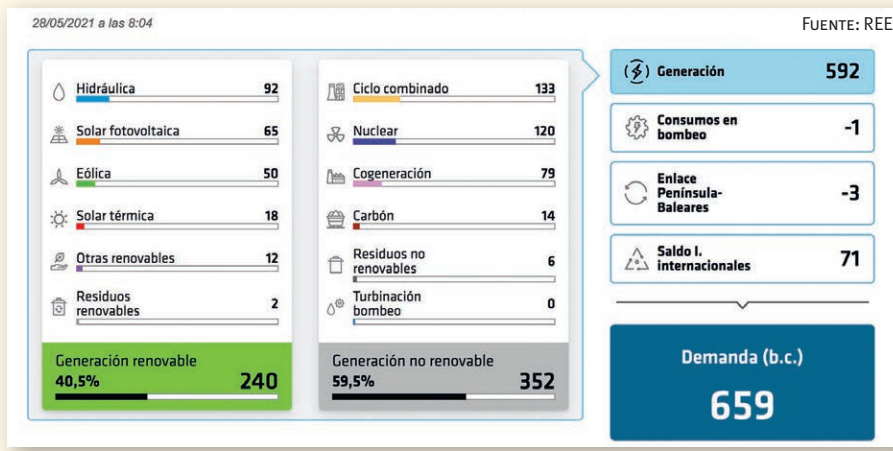 28/05/2021 a las 8:04
FUENTE: REE
Hidráulica 92
Solar fotovoltaica 65
Eólica 50
Solar térmica 18
Otras renovables 12
Residuos
renovables 2
Generación renovable
40,5% 240
Ciclo combinado 133
Nuclear 120
Cogeneración 79
Carbón 14
Residuos no
renovables 6
Turbinación
bombeo 0
Generación no renovable
59,5% 352
Generación 592
Consumos en
bombeo -1
Enlace
Península-
Baleares -3
Saldo I.
internacionales 71
Demanda (b.c.)
659